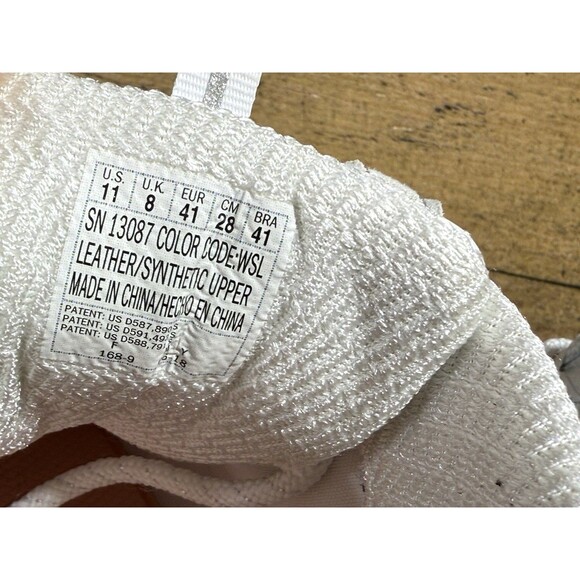 U.S. U.K. EUR CM BRA
11 8 41 28 41
SN 13087 COLOR CODE:WSL
LEATHER/SYNTHETIC UPPER
MADE IN CHINA/HECHO EN CHINA
PATENT: US D587,890S
PATENT: US D591,49
PATENT: US D588,79
F
168-9